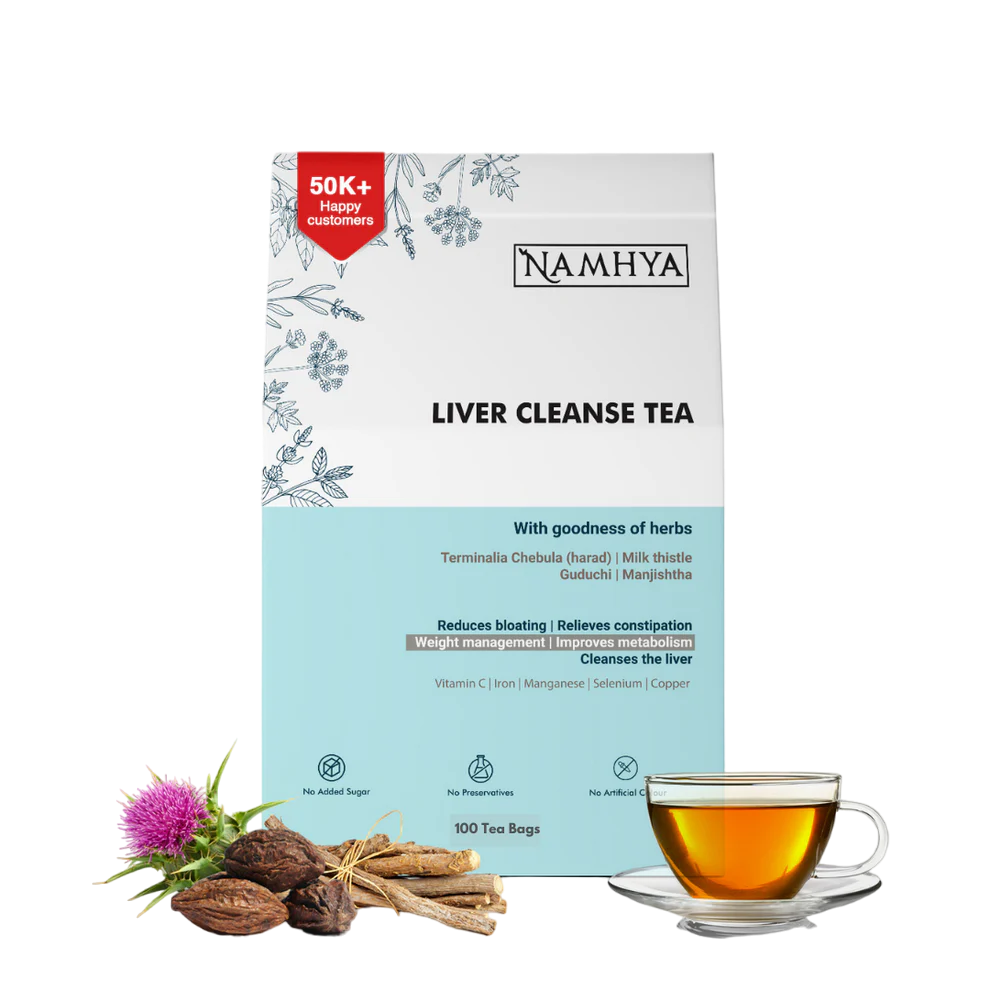 50K+
Happy
customers
NAMHYA
LIVER CLEANSE TEA
With goodness of herbs
Terminalia Chebula (harad) | Milk thistle
Guduchi | Manjishtha
Reduces bloating | Relieves constipation
Weight management | Improves metabolism
Cleanses the liver
Vitamin C | Iron | Manganese | Selenium | Copper
No Added Sugar
No Preservatives
No Artificial Colour
100 Tea Bags